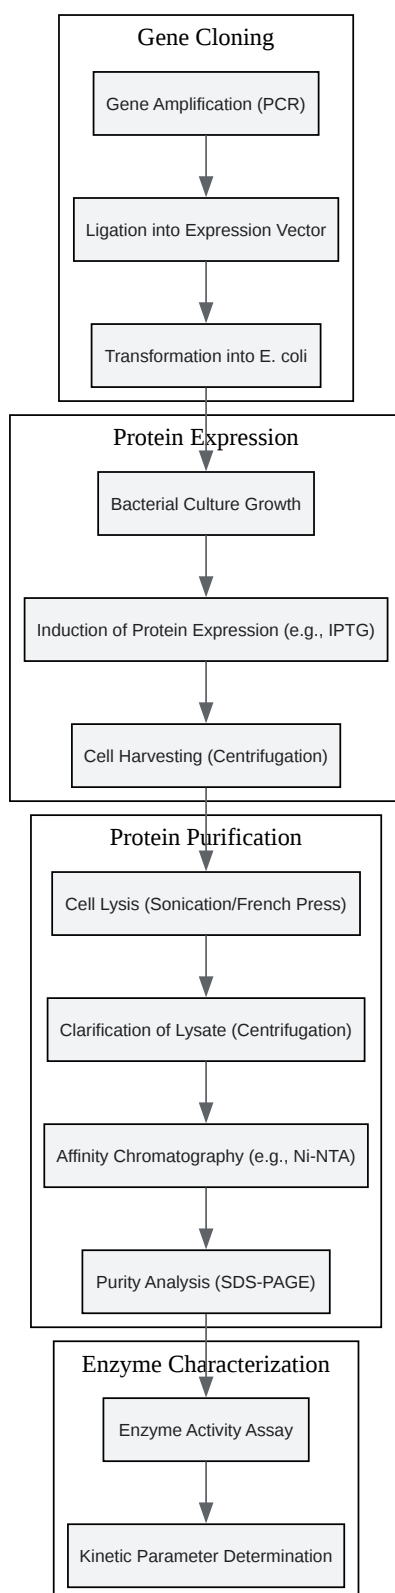 Gene Cloning
Gene Amplification (PCR)
Ligation into Expression Vector
Transformation into E. coli
Protein Expression
Bacterial Culture Growth
Induction of Protein Expression (e.g., IPTG)
Cell Harvesting (Centrifugation)
Protein Purification
Cell Lysis (Sonication/French Press)
Clarification of Lysate (Centrifugation)
Affinity Chromatography (e.g., Ni-NTA)
Purity Analysis (SDS-PAGE)
Enzyme Characterization
Enzyme Activity Assay
Kinetic Parameter Determination